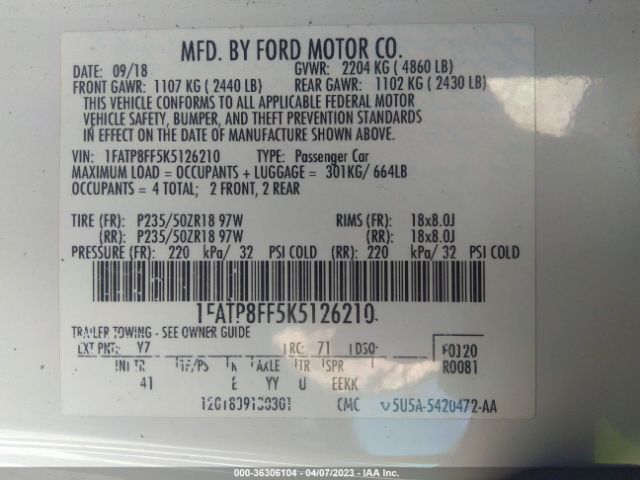 MFD. BY FORD MOTOR CO.
DATE: 09/18 GVWR: 2204 KG ( 4860 LB)
FRONT GAWR: 1107 KG ( 2440 LB) REAR GAWR: 1102 KG ( 2430 LB)
THIS VEHICLE CONFORMS TO ALL APPLICABLE FEDERAL MOTOR
VEHICLE SAFETY, BUMPER, AND THEFT PREVENTION STANDARDS
IN EFFECT ON THE DATE OF MANUFACTURE SHOWN ABOVE.
VIN: 1FATP8FF5K5126210 TYPE: Passenger Car
MAXIMUM LOAD = OCCUPANTS + LUGGAGE = 301KG/ 664LB
OCCUPANTS = 4 TOTAL; 2 FRONT, 2 REAR
TIRE (FR): P235/50ZR18 97W RIMS (FR): 18x8.0J
(RR): P235/50ZR18 97W (RR): 18x8.0J
PRESSURE (FR): 220 kPa/ 32 PSI COLD (RR): 220 kPa/ 32 PSI COLD
1FATP8FF5K5126210
TRAILER TOWING - SEE OWNER GUIDE
EXT PNT: Y7 RC: 71 DSO: F0120
INT TR TP/PS R AXLE TR SPR R0081
41 E YY U EEKK
CMC 5U5A-5420472-AA
000-36306104 - 04/07/2023 - IAA Inc.